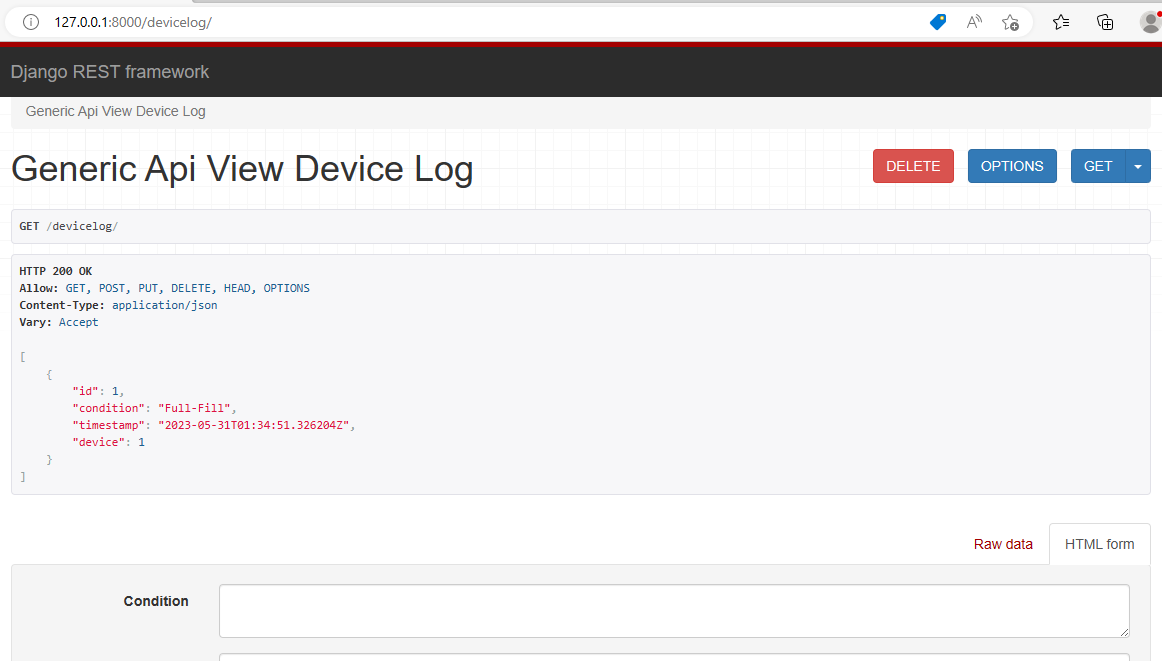 127.0.0.1:8000/devicelog/
Django REST framework
Generic Api View Device Log
Generic Api View Device Log
DELETE
OPTIONS
GET
GET /devicelog/
HTTP 200 OK
Allow: GET, POST, PUT, DELETE, HEAD, OPTIONS
Content-Type: application/json
Vary: Accept
[
{
"id": 1,
"condition": "Full-Fill",
"timestamp": "2023-05-31T01:34:51.326204Z",
"device": 1
}
]
Raw data
HTML form
Condition